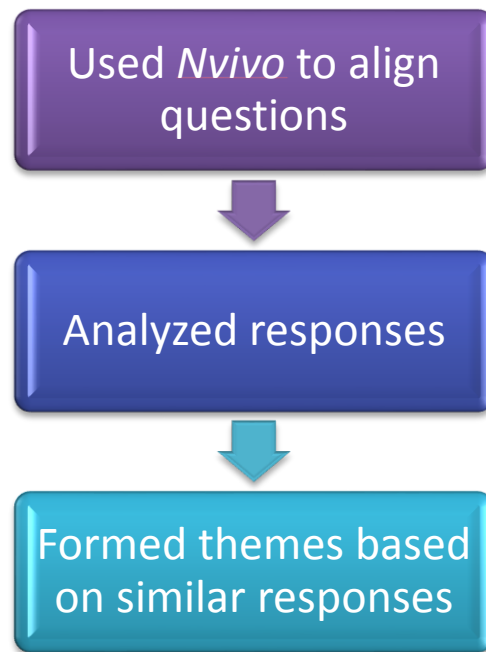 Used Nvivo to align
questions
Analyzed responses
Formed themes based
on similar responses